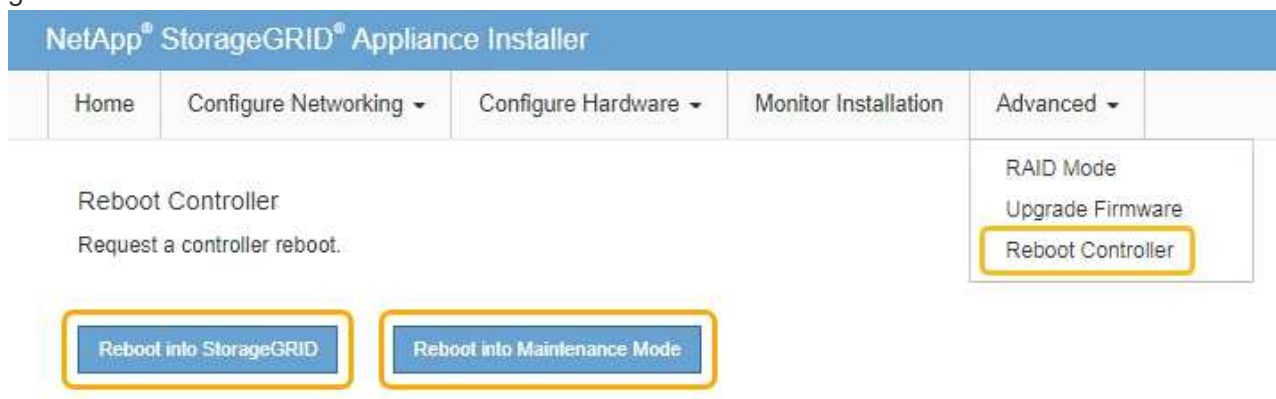 g
NetApp® StorageGRID® Appliance Installer
Home Configure Networking Configure Hardware Monitor Installation Advanced
RAID Mode
Upgrade Firmware
Reboot Controller
Reboot Controller
Request a controller reboot.
Reboot into StorageGRID Reboot into Maintenance Mode